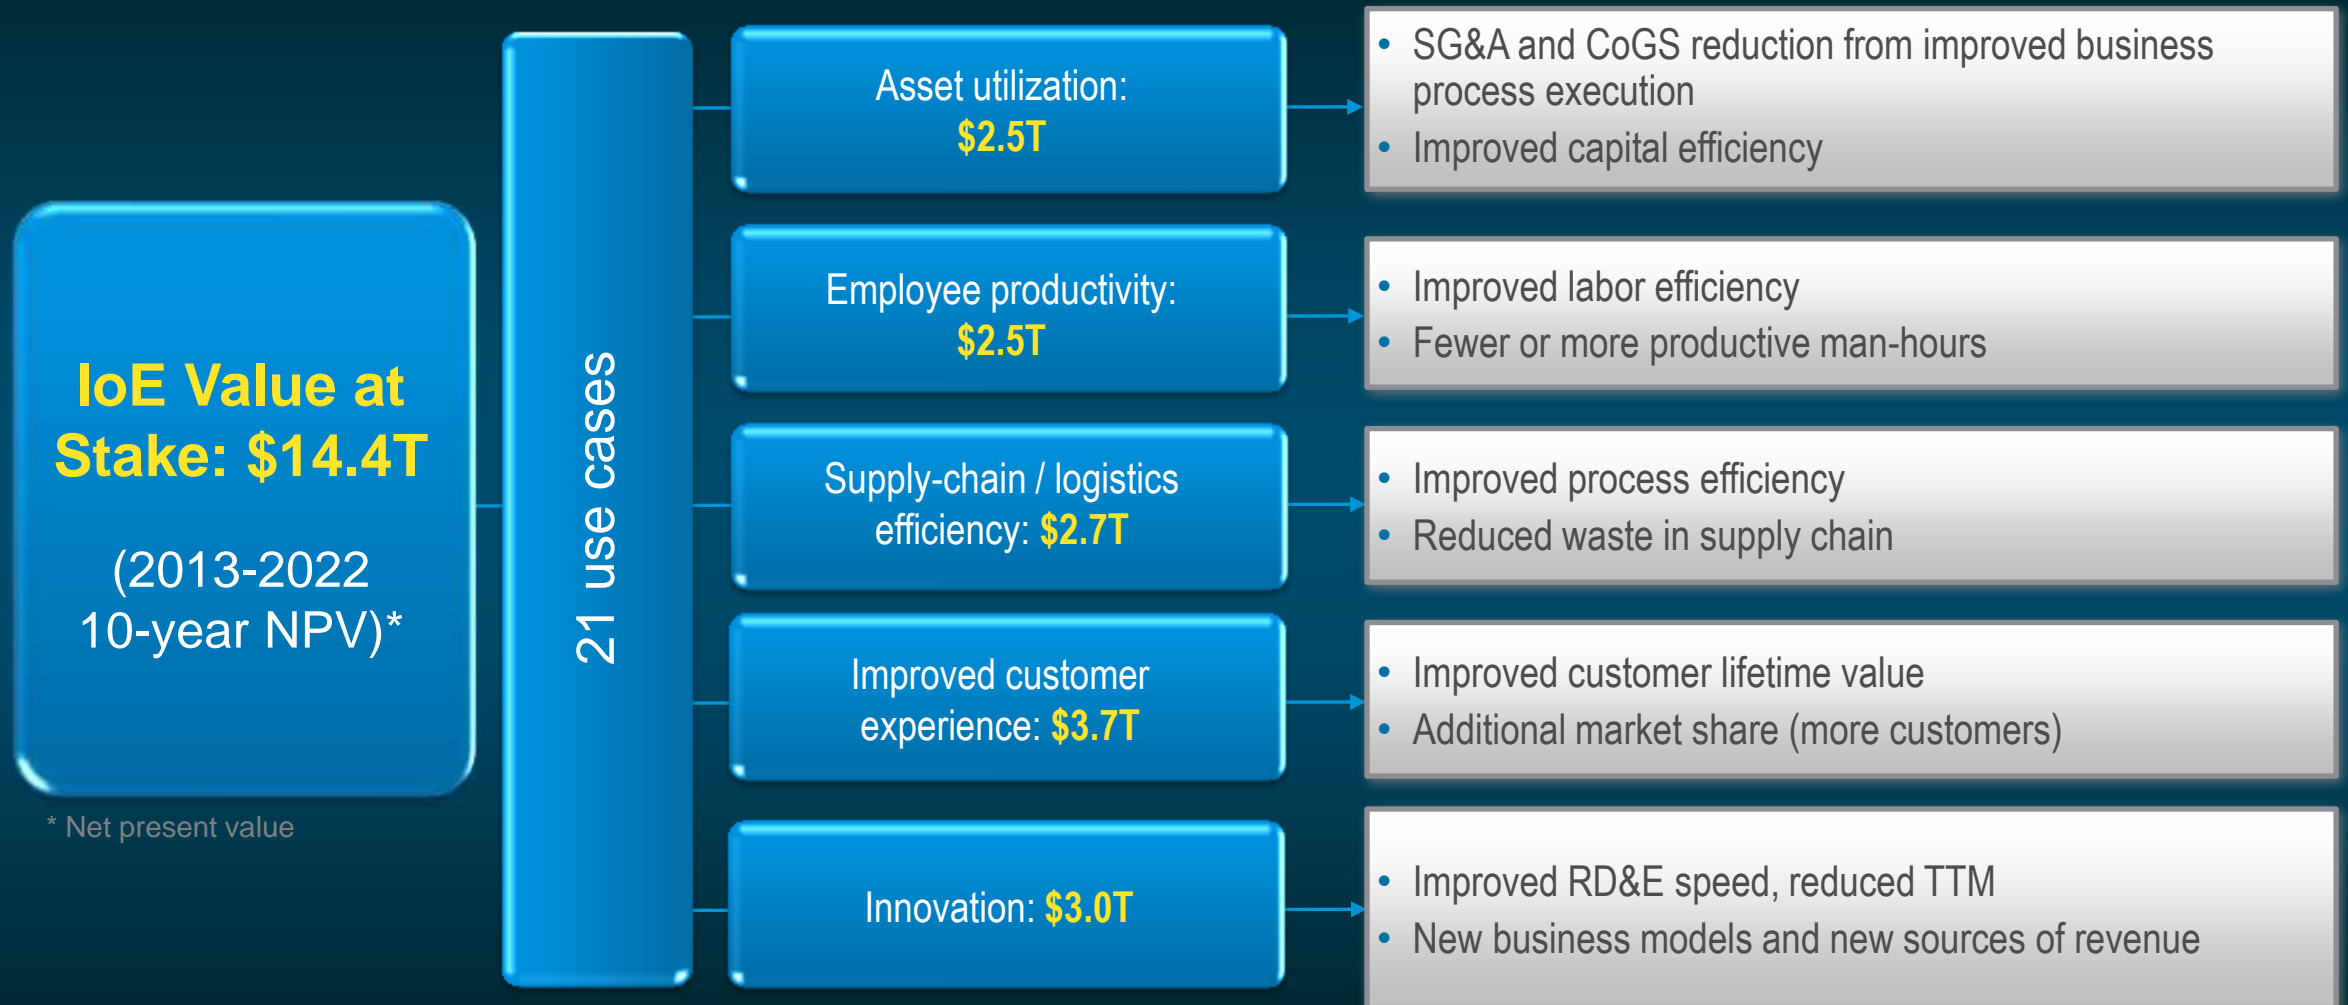 IoE Value at
Stake: $14.4T
(2013-2022
10-year NPV)*
* Net present value
21 use cases
Asset utilization:
$2.5T
• SG&A and CoGS reduction from improved business
process execution
• Improved capital efficiency
Employee productivity:
$2.5T
• Improved labor efficiency
• Fewer or more productive man-hours
Supply-chain / logistics
efficiency: $2.7T
• Improved process efficiency
• Reduced waste in supply chain
Improved customer
experience: $3.7T
• Improved customer lifetime value
• Additional market share (more customers)
Innovation: $3.0T
• Improved RD&E speed, reduced TTM
• New business models and new sources of revenue